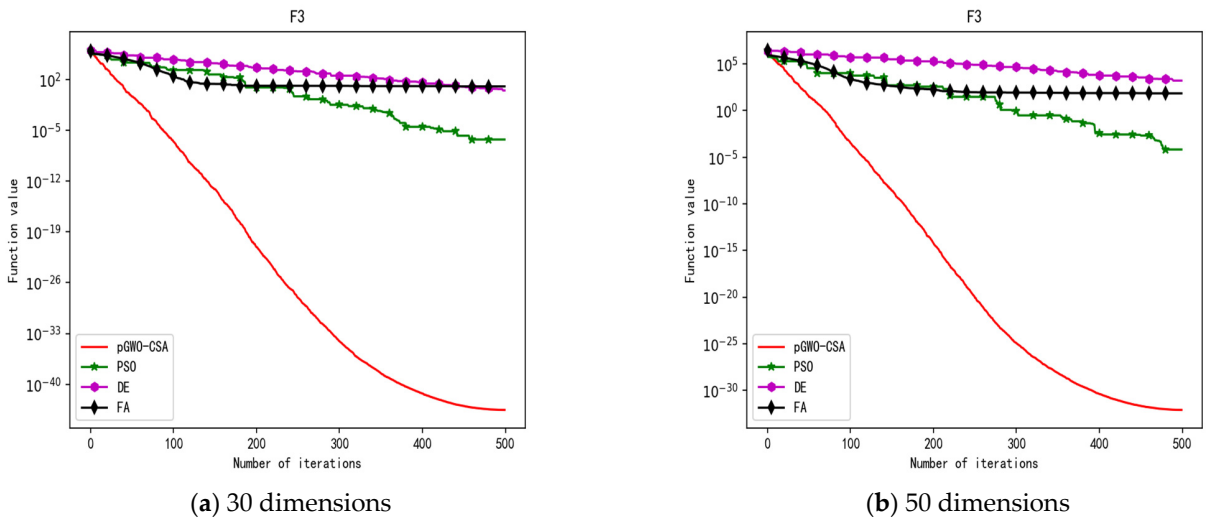 F3
Function value
10^2
10^-5
10^-12
10^-19
10^-26
10^-33
10^-40
pGWO-CSA
PSO
DE
FA
0 100 200 300 400 500
Number of iterations
(a) 30 dimensions
F3
Function value
10^5
10^0
10^-5
10^-10
10^-15
10^-20
10^-25
10^-30
pGWO-CSA
PSO
DE
FA
0 100 200 300 400 500
Number of iterations
(b) 50 dimensions